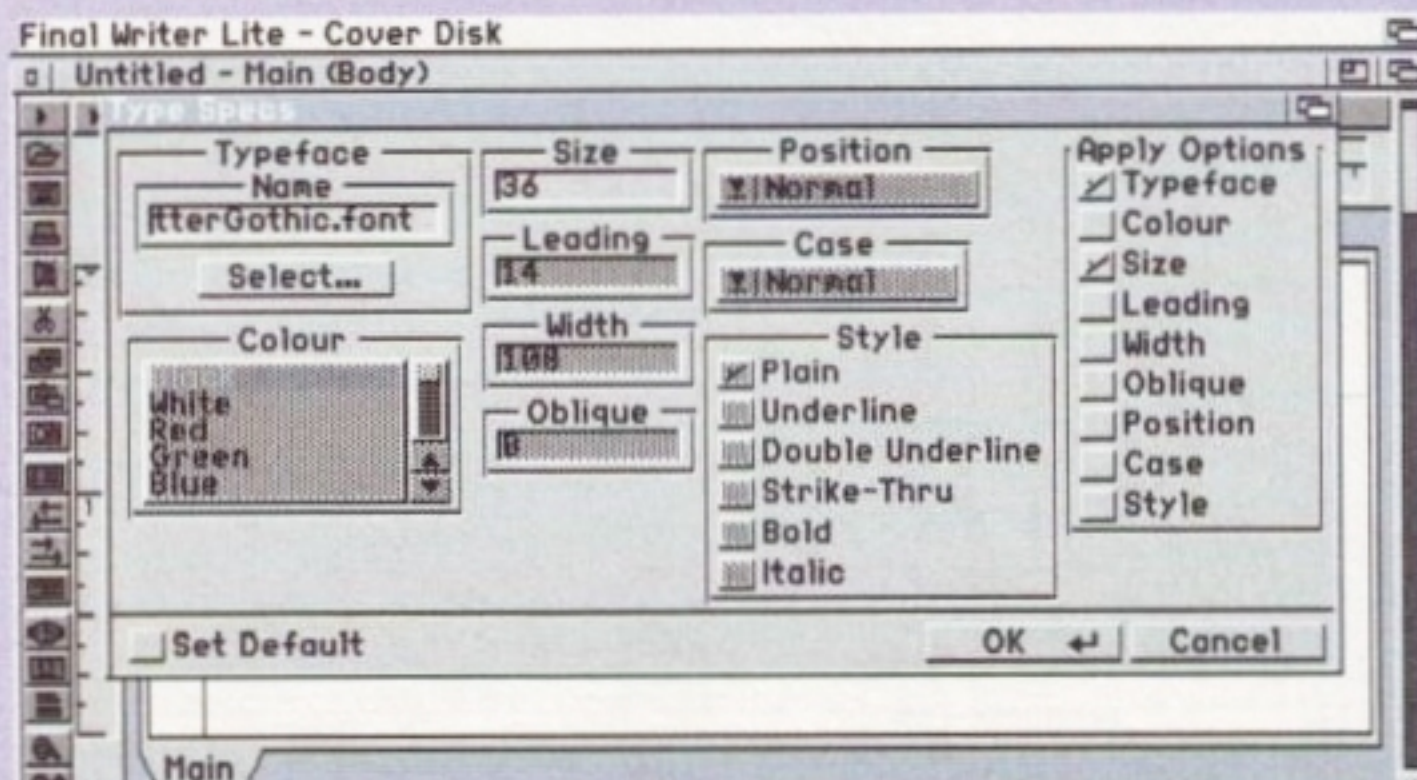 Final Writer Lite - Cover Disk
Untitled - Main (Body)
Type Specs
Typeface
Name
tterGothic.font
Select...
Colour
White
Red
Green
Blue
Size
36
Leading
14
Width
100
Oblique
0
Position
Normal
Case
Normal
Style
Plain
Underline
Double Underline
Strike-Thru
Bold
Italic
Apply Options
Typeface
Colour
Size
Leading
Width
Oblique
Position
Case
Style
Set Default
OK
Cancel
Main